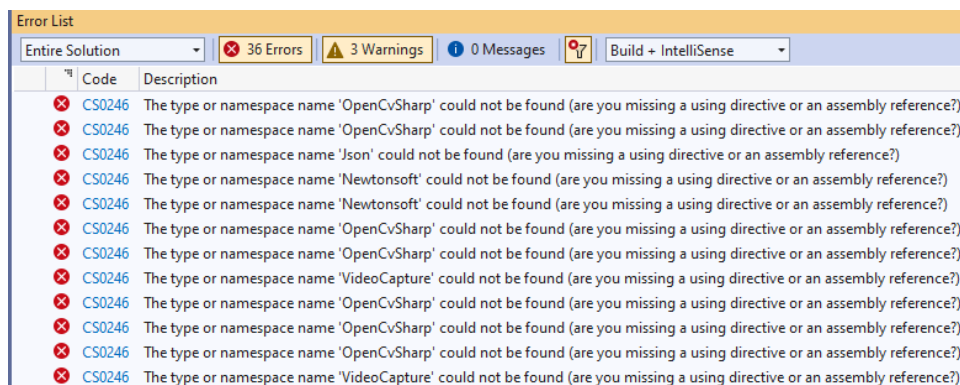 Error List
Entire Solution 36 Errors 3 Warnings 0 Messages Build + IntelliSense
Code Description
CS0246 The type or namespace name 'OpenCvSharp' could not be found (are you missing a using directive or an assembly reference?)
CS0246 The type or namespace name 'OpenCvSharp' could not be found (are you missing a using directive or an assembly reference?)
CS0246 The type or namespace name 'Json' could not be found (are you missing a using directive or an assembly reference?)
CS0246 The type or namespace name 'Newtonsoft' could not be found (are you missing a using directive or an assembly reference?)
CS0246 The type or namespace name 'Newtonsoft' could not be found (are you missing a using directive or an assembly reference?)
CS0246 The type or namespace name 'OpenCvSharp' could not be found (are you missing a using directive or an assembly reference?)
CS0246 The type or namespace name 'OpenCvSharp' could not be found (are you missing a using directive or an assembly reference?)
CS0246 The type or namespace name 'VideoCapture' could not be found (are you missing a using directive or an assembly reference?)
CS0246 The type or namespace name 'OpenCvSharp' could not be found (are you missing a using directive or an assembly reference?)
CS0246 The type or namespace name 'OpenCvSharp' could not be found (are you missing a using directive or an assembly reference?)
CS0246 The type or namespace name 'OpenCvSharp' could not be found (are you missing a using directive or an assembly reference?)
CS0246 The type or namespace name 'VideoCapture' could not be found (are you missing a using directive or an assembly reference?)